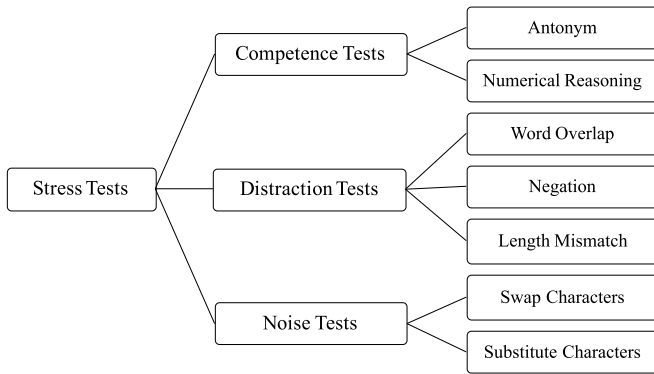 Antonym
Competence Tests
Numerical Reasoning
Word Overlap
Stress Tests
Distraction Tests
Negation
Length Mismatch
Swap Characters
Noise Tests
Substitute Characters